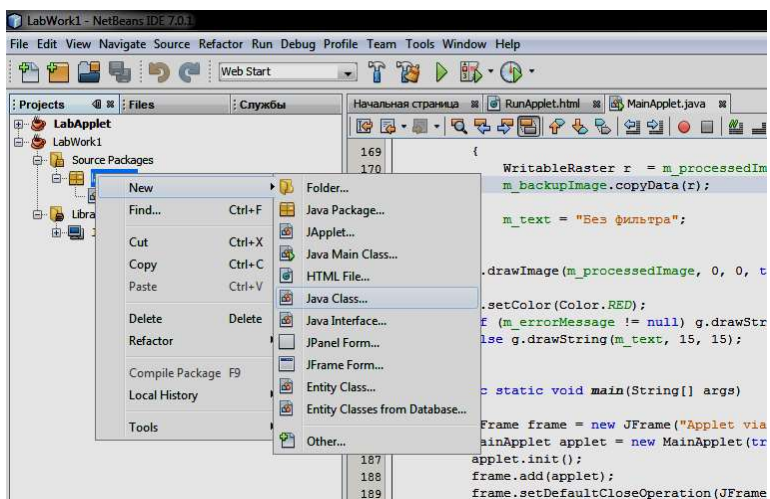 LabWork1 - NetBeans IDE 7.0.1
File Edit View Navigate Source Refactor Run Debug Profile Team Tools Window Help
Web Start
Projects
Files
Службы
LabApplet
LabWork1
Source Packages
New
Find... Ctrl+F
Cut Ctrl+X
Copy Ctrl+C
Paste Ctrl+V
Delete Delete
Refactor
Compile Package F9
Local History
Tools
Folder...
Java Package...
JApplet...
Java Main Class...
HTML File...
Java Class...
Java Interface...
JPanel Form...
JFrame Form...
Entity Class...
Entity Classes from Database...
Other...
Начальная страница
RunApplet.html
MainApplet.java
169 {
170 WritableRaster r = m_processedIm
m_backupImage.copyData(r);
m_text = "Без фильтра";
.drawImage(m_processedImage, 0, 0, t
.setColor(Color.RED);
f (m_errorMessage != null) g.drawStr
lse g.drawString(m_text, 15, 15);
c static void main(String[] args)
Frame frame = new JFrame("Applet via
ainApplet applet = new MainApplet(tr
187 applet.init();
188 frame.add(applet);
189 frame.setDefaultCloseOperation(JFrame